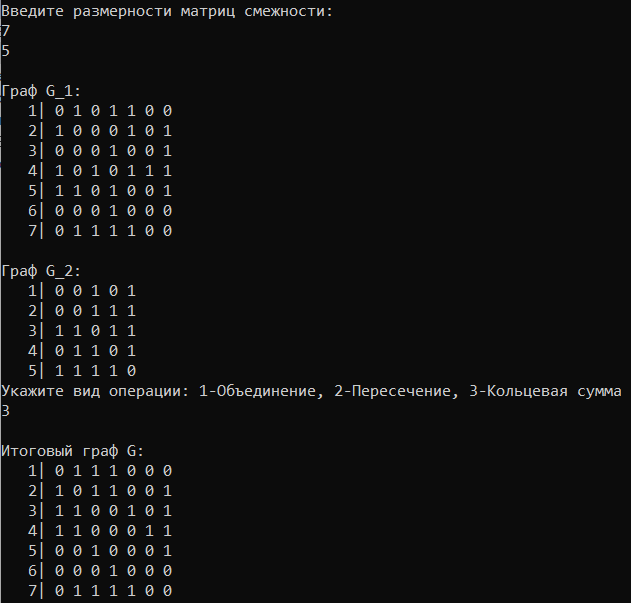 Введите размерности матриц смежности:
7
5
Граф G_1:
1| 0 1 0 1 1 0 0
2| 1 0 0 0 1 0 1
3| 0 0 0 1 0 0 1
4| 1 0 1 0 1 1 1
5| 1 1 0 1 0 0 1
6| 0 0 0 1 0 0 0
7| 0 1 1 1 1 0 0
Граф G_2:
1| 0 0 1 0 1
2| 0 0 1 1 1
3| 1 1 0 1 1
4| 0 1 1 0 1
5| 1 1 1 1 0
Укажите вид операции: 1-Объединение, 2-Пересечение, 3-Кольцевая сумма
3
Итоговый граф G:
1| 0 1 1 1 0 0 0
2| 1 0 1 1 0 0 1
3| 1 1 0 0 1 0 1
4| 1 1 0 0 0 1 1
5| 0 0 1 0 0 0 1
6| 0 0 0 1 0 0 0
7| 0 1 1 1 1 0 0